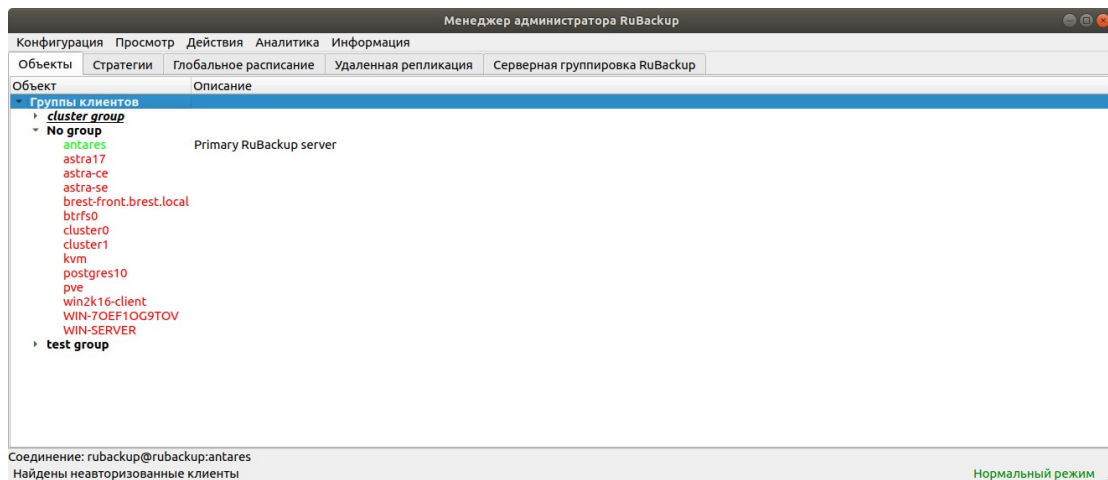 Менеджер администратора RuBackup
Конфигурация Просмотр Действия Аналитика Информация
Объекты Стратегии Глобальное расписание Удаленная репликация Серверная группировка RuBackup
Объект Описание
Группы клиентов
cluster group
No group
antares Primary RuBackup server
astra17
astra-ce
astra-se
brest-front.brest.local
btrfs0
cluster0
cluster1
kvm
postgres10
pve
win2k16-client
WIN-7OEF1OG9TOV
WIN-SERVER
test group
Соединение: rubackup@rubackup:antares
Найдены неавторизованные клиенты Нормальный режим